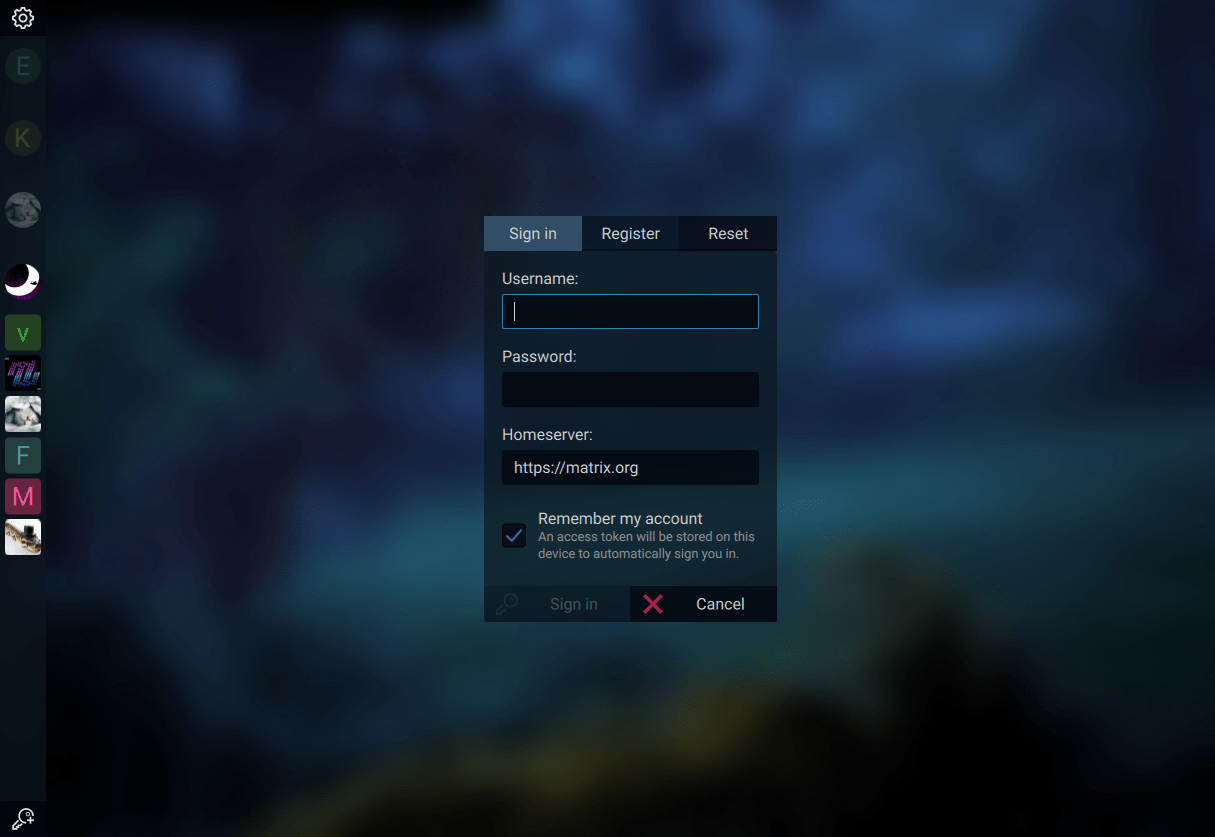 E
K
V
F
M
Sign in Register Reset
Username:
Password:
Homeserver:
https://matrix.org
Remember my account
An access token will be stored on this
device to automatically sign you in.
Sign in Cancel